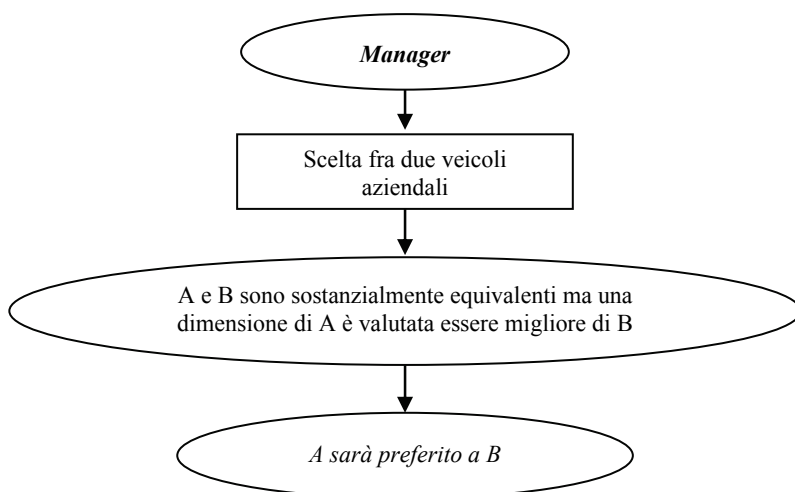 Manager
Scelta fra due veicoli
aziendali
A e B sono sostanzialmente equivalenti ma una
dimensione di A è valutata essere migliore di B
A sarà preferito a B